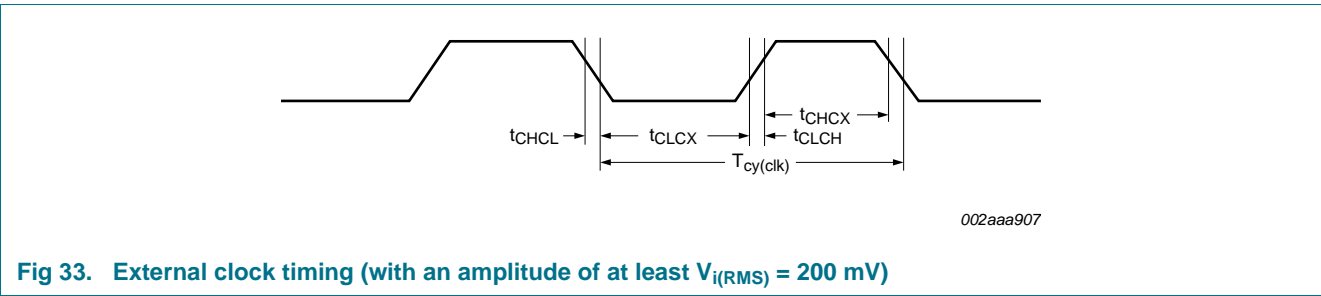 tCHCX
tCHCL
tCLCX
tCLCH
Tcy(clk)
002aaa907
Fig 33. External clock timing (with an amplitude of at least Vi(RMS) = 200 mV)